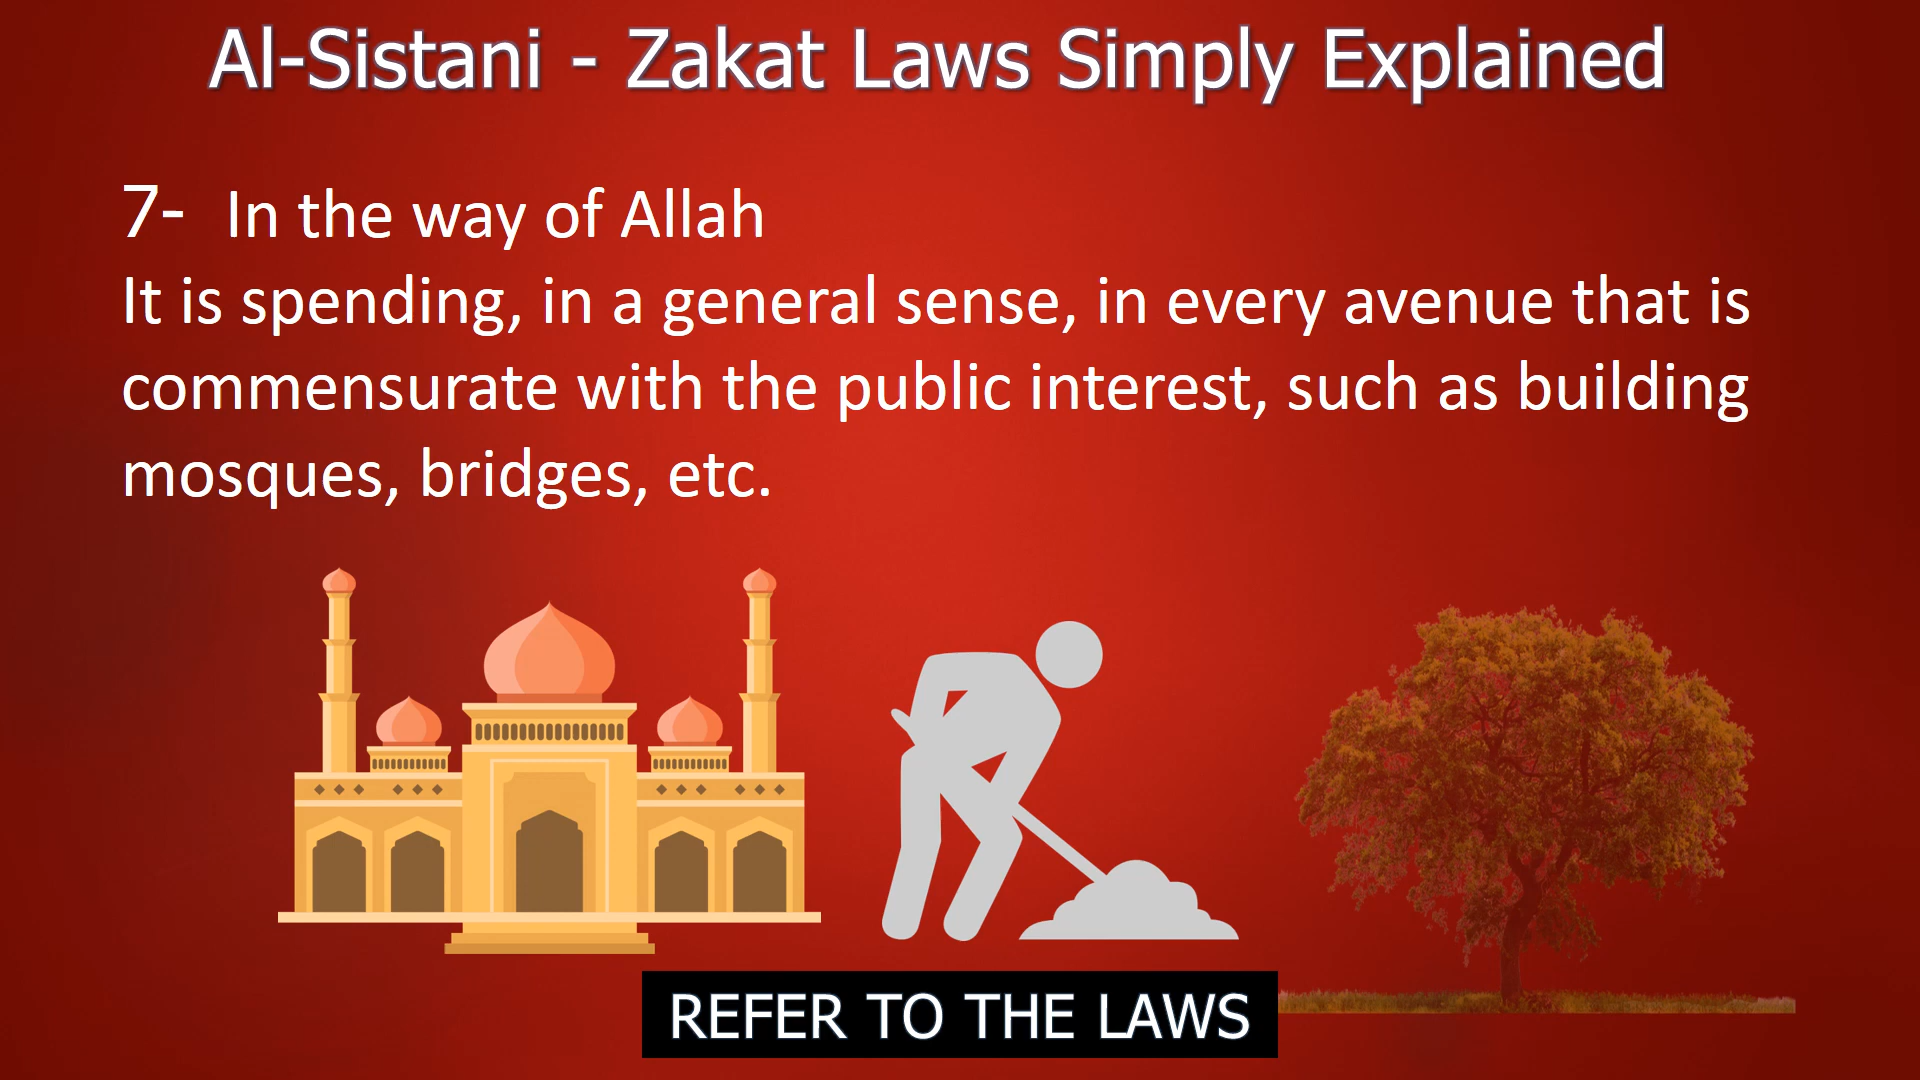 Al-Sistani - Zakat Laws Simply Explained
7- In the way of Allah
It is spending, in a general sense, in every avenue that is
commensurate with the public interest, such as building
mosques, bridges, etc.
REFER TO THE LAWS